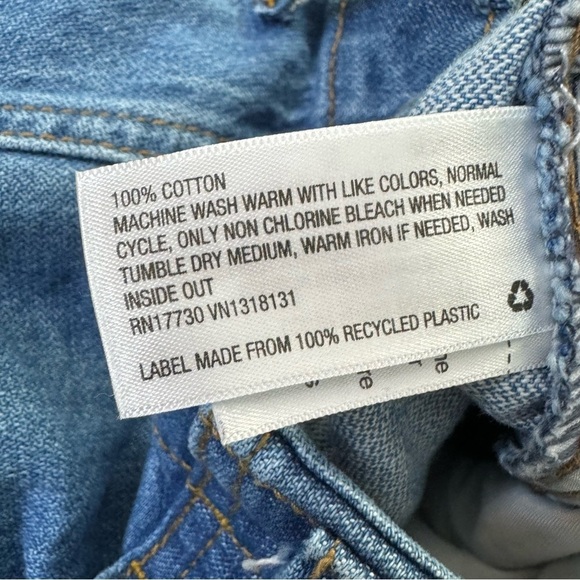 100% COTTON
MACHINE WASH WARM WITH LIKE COLORS, NORMAL
CYCLE, ONLY NON CHLORINE BLEACH WHEN NEEDED
TUMBLE DRY MEDIUM, WARM IRON IF NEEDED, WASH
INSIDE OUT
RN17730 VN1318131
LABEL MADE FROM 100% RECYCLED PLASTIC